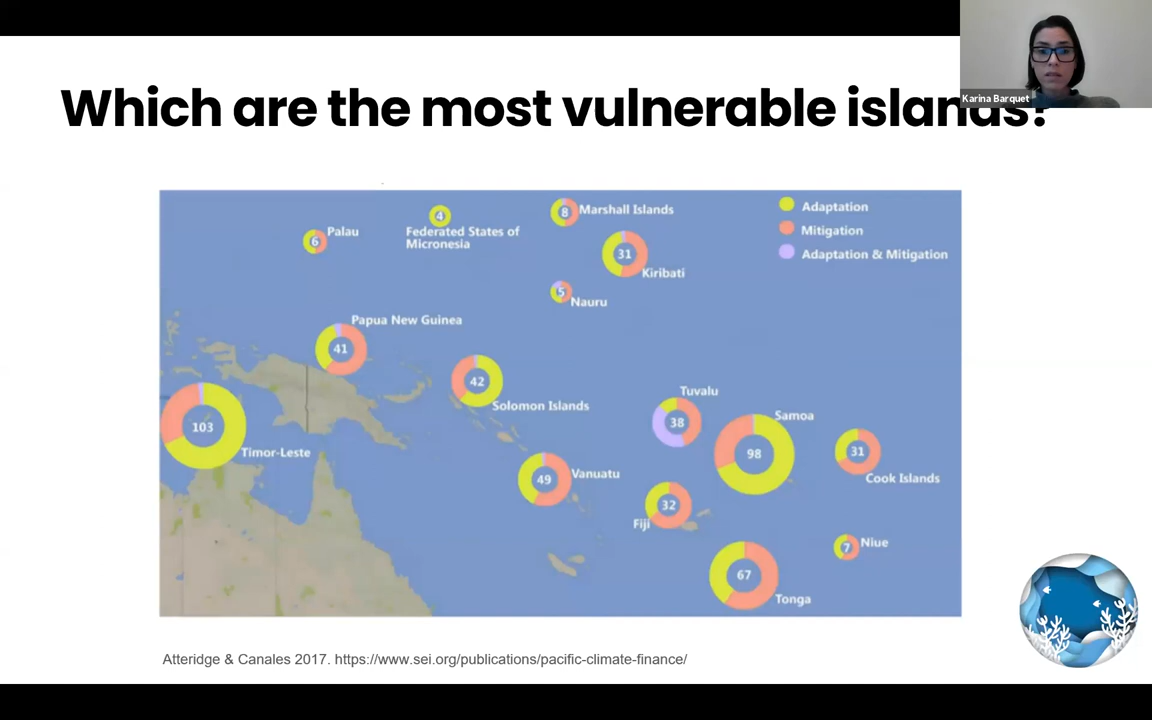 Karina Barquet
Which are the most vulnerable islands?
Adaptation
Mitigation
Adaptation & Mitigation
8
Marshall Islands
4
Federated States of
Micronesia
6
Palau
31
Kiribati
5
Nauru
Papua New Guinea
41
42
Solomon Islands
Tuvalu
38
Samoa
98
103
Timor-Leste
31
Cook Islands
49
Vanuatu
32
Fiji
7
Niue
67
Tonga
Atteridge & Canales 2017. https://www.sei.org/publications/pacific-climate-finance/